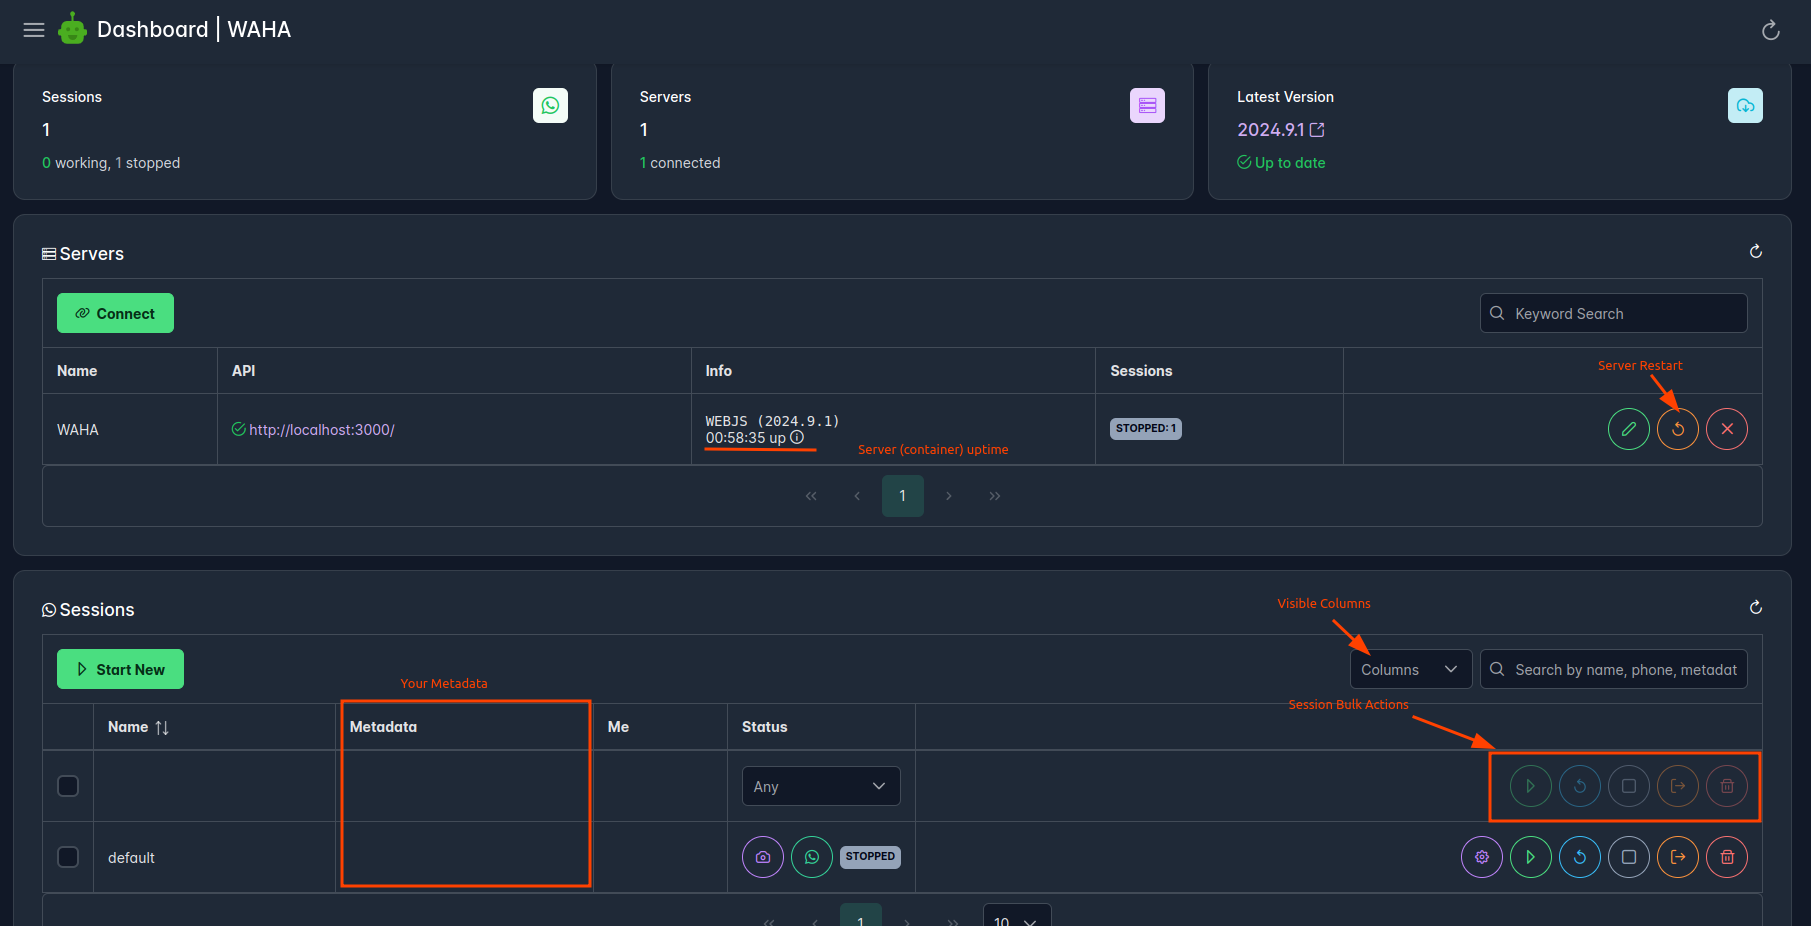 Dashboard | WAHA
Sessions
1
0 working, 1 stopped
Servers
1
1 connected
Latest Version
2024.9.1
Up to date
Servers
Connect
Keyword Search
Name API Info Sessions
Server Restart
WAHA http://localhost:3000/ WEBJS (2024.9.1) STOPPED: 1
00:58:35 up
Server (container) uptime
« ‹ 1 › »
Sessions
Visible Columns
Start New
Columns
Search by name, phone, metadat
Your Metadata
Session Bulk Actions
Name Metadata Me Status
Any
default STOPPED
« ‹ 1 › » 10